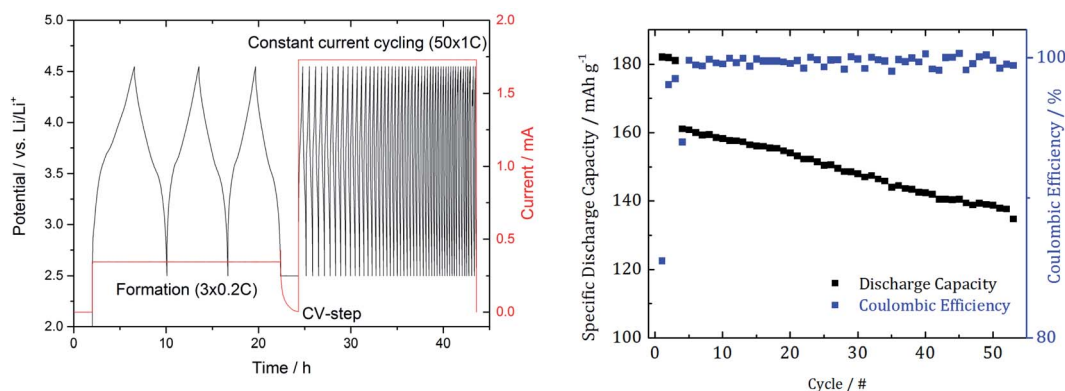 5.0
4.5
4.0
3.5
3.0
2.5
2.0
Potential / vs. Li/Li⁺
0
10
20
30
40
Time / h
2.0
1.5
1.0
0.5
0.0
Current / mA
Constant current cycling (50x1C)
Formation (3x0.2C)
CV-step
180
160
140
120
100
Specific Discharge Capacity / mAh g⁻¹
0
10
20
30
40
50
Cycle / #
100
80
Coulombic Efficiency / %
Discharge Capacity
Coulombic Efficiency